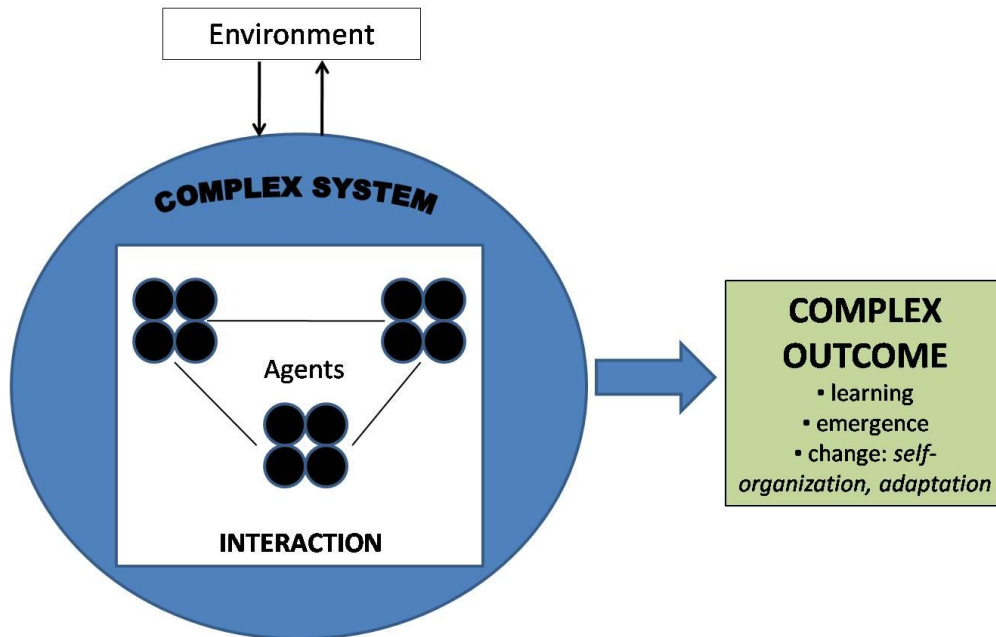 Environment
COMPLEX SYSTEM
Agents
INTERACTION
COMPLEX
OUTCOME
▪ learning
▪ emergence
▪ change: self-
organization, adaptation